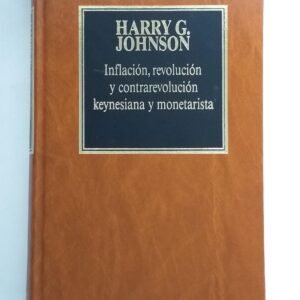 HARRY G.
JOHNSON
Inflación, revolución
y contrarevolución
keynesiana y monetarista